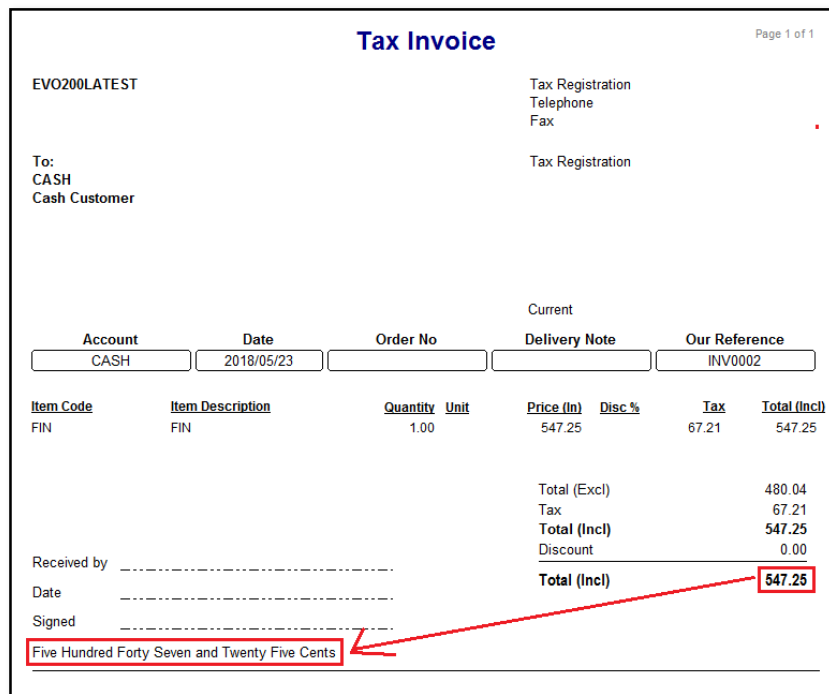 Tax Invoice
Page 1 of 1
EVO200LATEST
Tax Registration
Telephone
Fax
To:
Tax Registration
CASH
Cash Customer
Current
Account Date Order No Delivery Note Our Reference
CASH 2018/05/23 INV0002
Item Code Item Description Quantity Unit Price (In) Disc % Tax Total (Incl)
FIN FIN 1.00 547.25 67.21 547.25
Total (Excl) 480.04
Tax 67.21
Total (Incl) 547.25
Discount 0.00
Received by
Total (Incl) 547.25
Date
Signed
Five Hundred Forty Seven and Twenty Five Cents